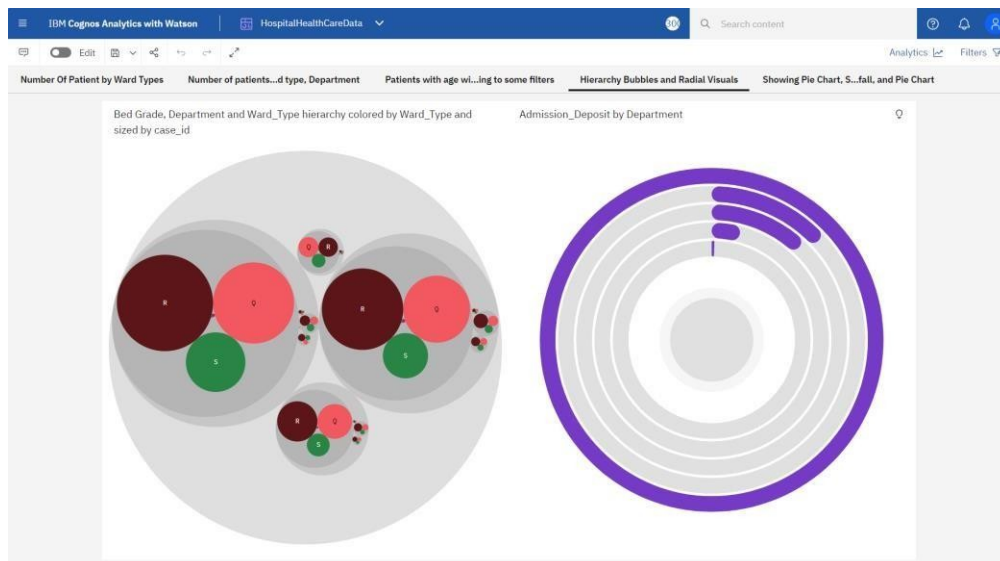 IBM Cognos Analytics with Watson
HospitalHealthCareData
Search content
Edit
Analytics
Filters
Number Of Patient by Ward Types
Number of patients...d type, Department
Patients with age wi...ing to some filters
Hierarchy Bubbles and Radial Visuals
Showing Pie Chart, S...fall, and Pie Chart
Bed Grade, Department and Ward_Type hierarchy colored by Ward_Type and
sized by case_id
Admission_Deposit by Department
Q R
R Q
S
R Q
S
R Q
S